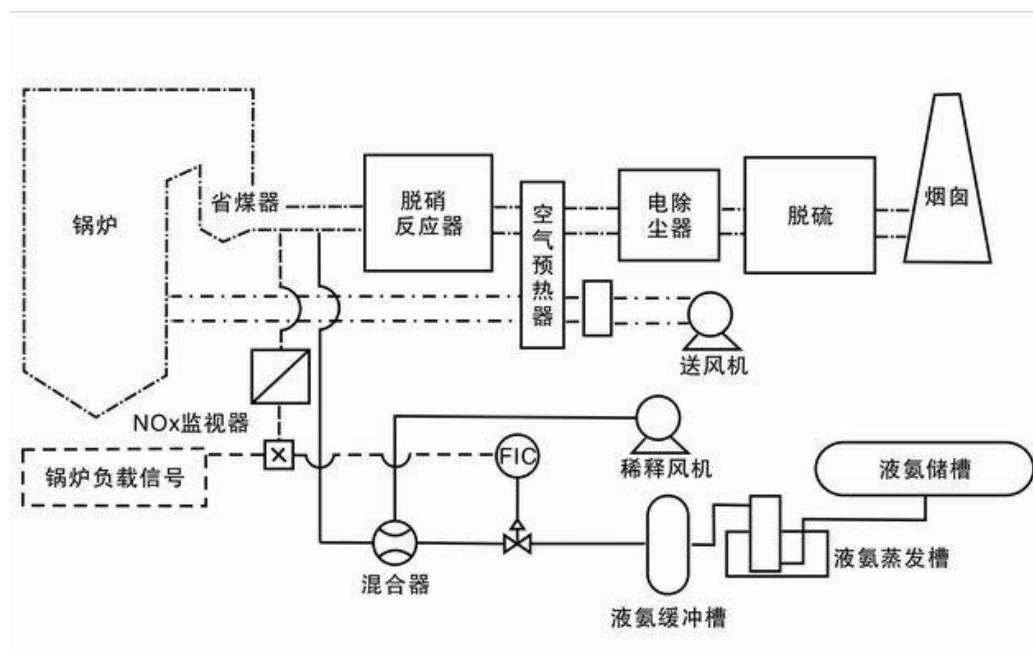 锅炉
省煤器
脱硝
反应器
空气预热器
电除
尘器
脱硫
烟囱
送风机
NOx监视器
锅炉负载信号
×
FIC
稀释风机
液氨储槽
混合器
液氨缓冲槽
液氨蒸发槽